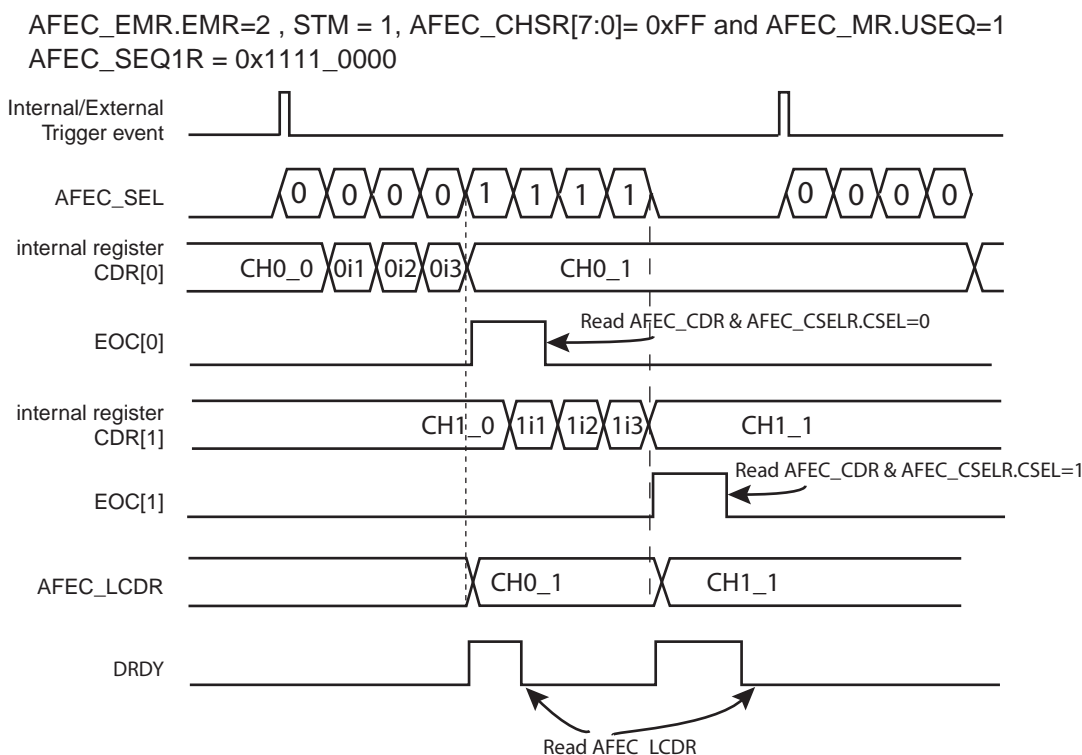 AFEC_EMR.EMR=2 , STM = 1, AFEC_CHSR[7:0]= 0xFF and AFEC_MR.USEQ=1
AFEC_SEQ1R = 0x1111_0000
Internal/External
Trigger event
AFEC_SEL
0 0 0 0 1 1 1 1 0 0 0 0
internal register
CDR[0]
CH0_0 0i1 0i2 0i3 CH0_1
EOC[0]
Read AFEC_CDR & AFEC_CSELR.CSEL=0
internal register
CDR[1]
CH1_0 1i1 1i2 1i3 CH1_1
Read AFEC_CDR & AFEC_CSELR.CSEL=1
EOC[1]
AFEC_LCDR
CH0_1 CH1_1
DRDY
Read AFEC_LCDR